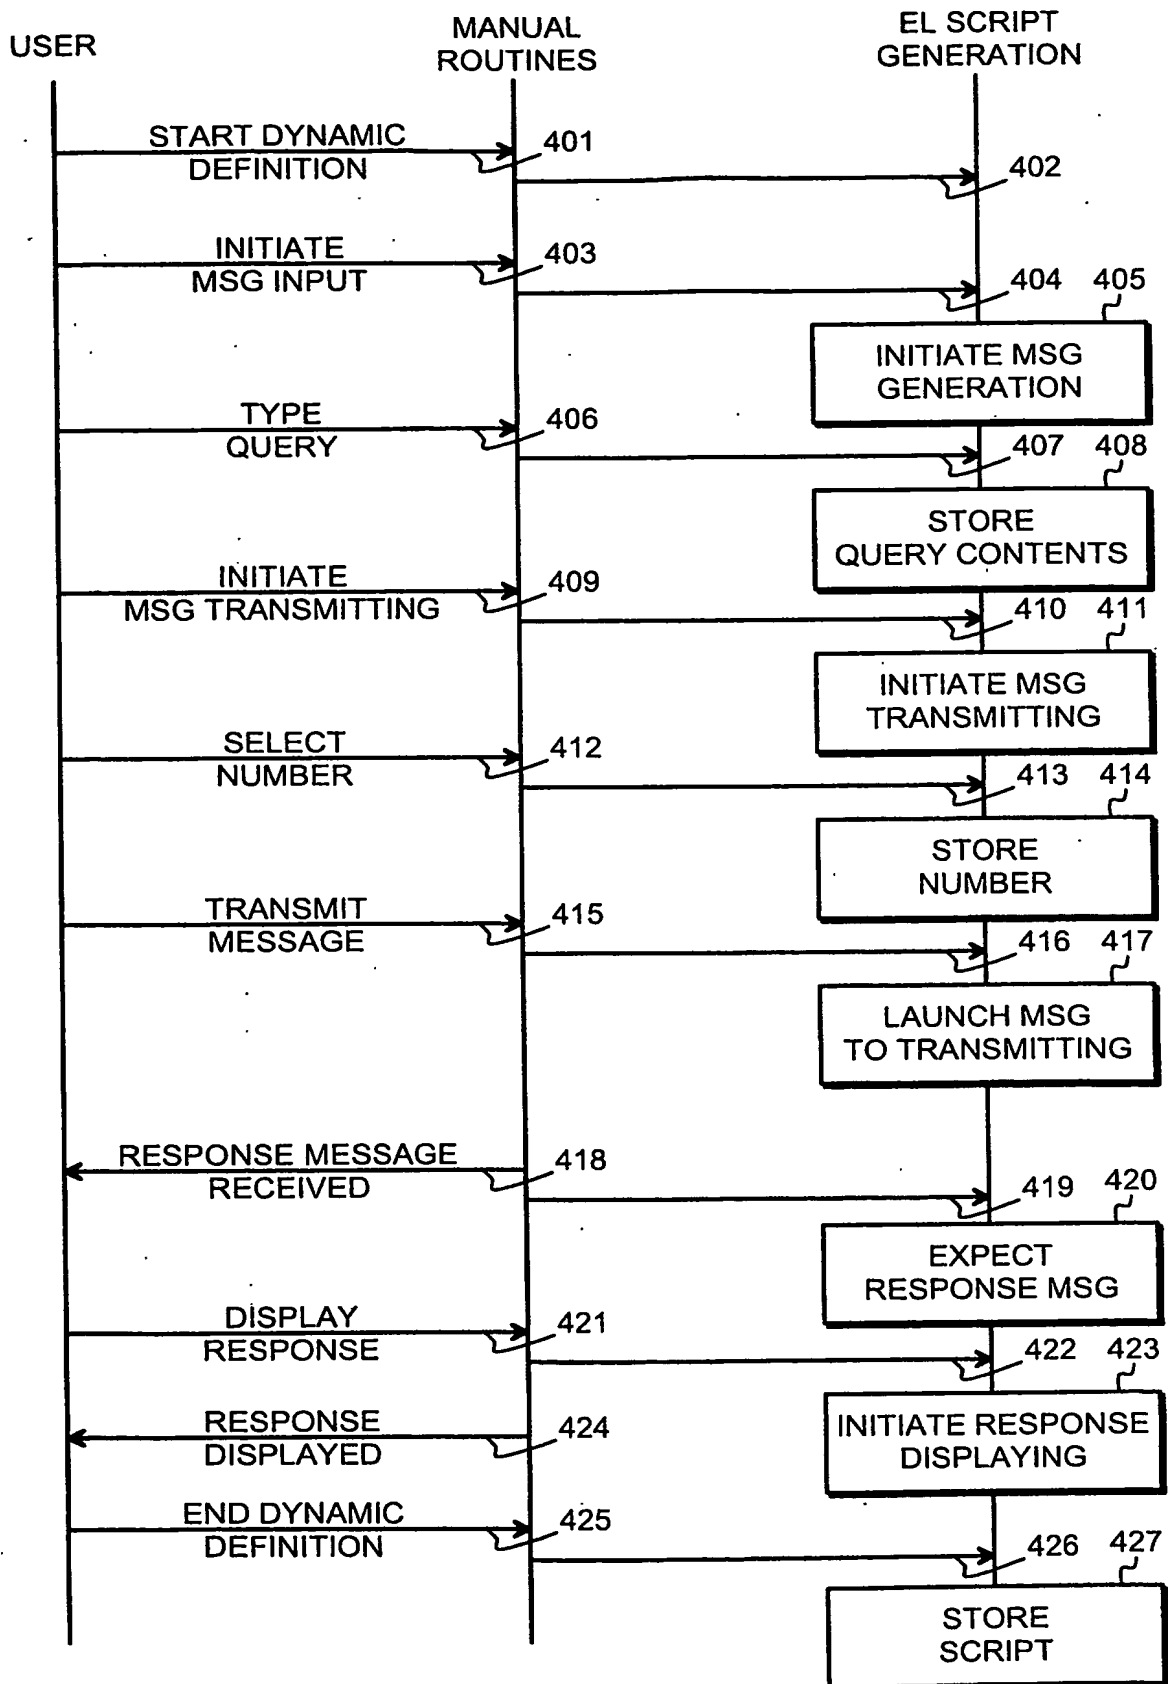 USER
MANUAL
ROUTINES
EL SCRIPT
GENERATION
START DYNAMIC
DEFINITION
401
402
INITIATE
MSG INPUT
403
404
405
INITIATE MSG
GENERATION
TYPE
QUERY
406
407
408
STORE
QUERY CONTENTS
INITIATE
MSG TRANSMITTING
409
410
411
INITIATE MSG
TRANSMITTING
SELECT
NUMBER
412
413
414
STORE
NUMBER
TRANSMIT
MESSAGE
415
416
417
LAUNCH MSG
TO TRANSMITTING
RESPONSE MESSAGE
RECEIVED
418
419
420
EXPECT
RESPONSE MSG
DISPLAY
RESPONSE
421
422
423
INITIATE RESPONSE
DISPLAYING
RESPONSE
DISPLAYED
424
END DYNAMIC
DEFINITION
425
426
427
STORE
SCRIPT